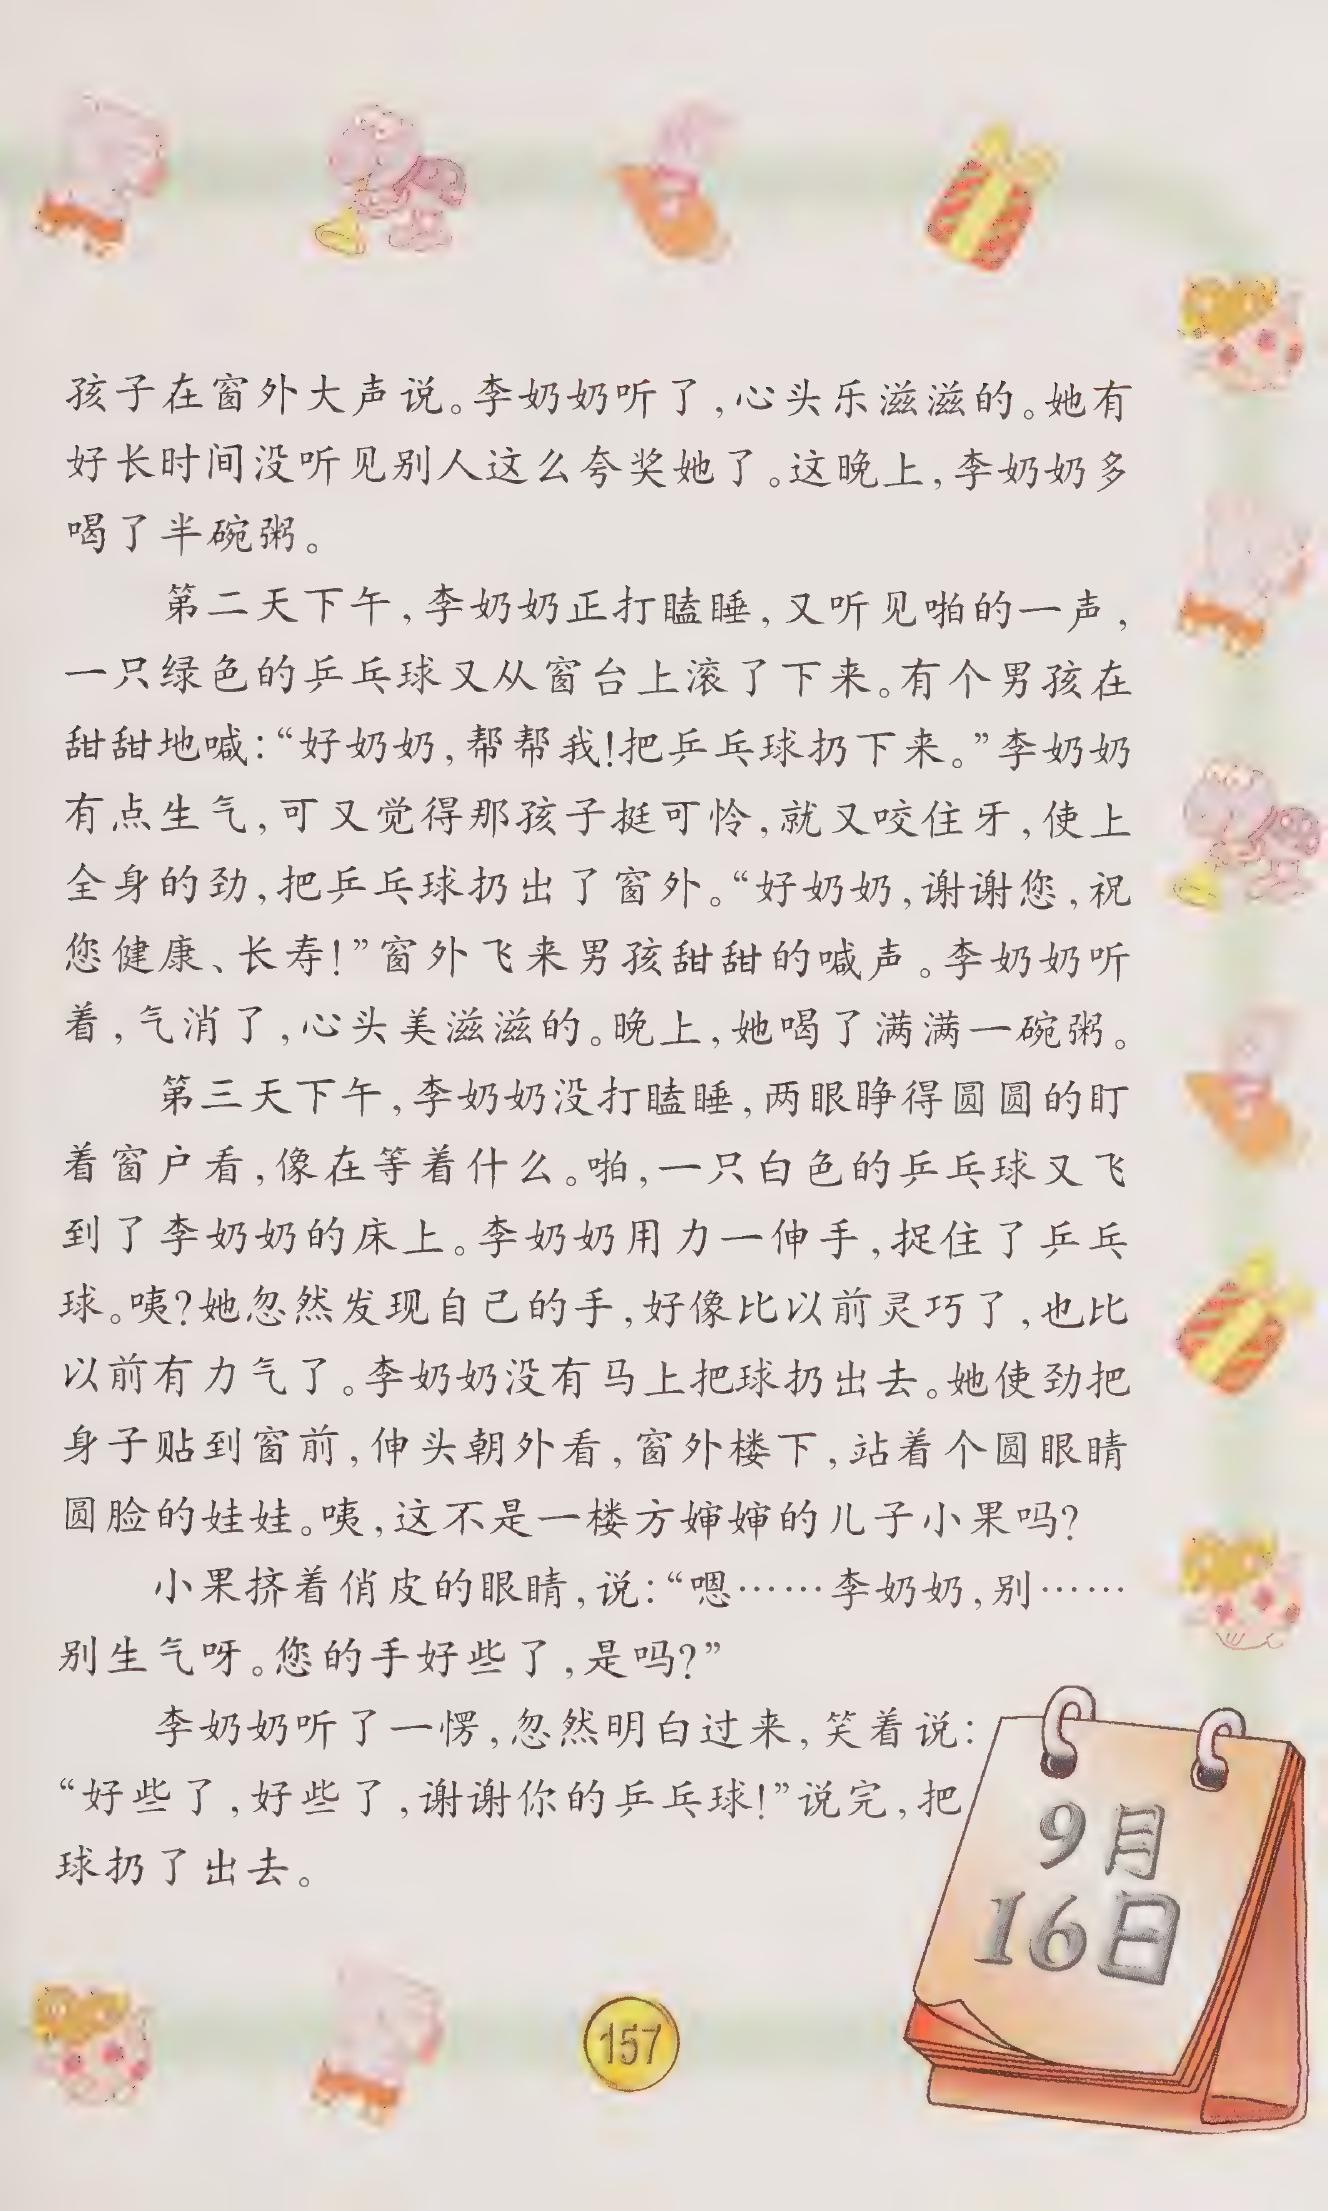 孩子在窗外大声说。李奶奶听了,心头乐滋滋的。她有
好长时间没听见别人这么夸奖她了。这晚上,李奶奶多
喝了半碗粥。
第二天下午,李奶奶正打瞌睡,又听见啪的一声,
一只绿色的乒乓球又从窗台上滚了下来。有个男孩在
甜甜地喊:“好奶奶,帮帮我!把乒乓球扔下来。”李奶奶
有点生气,可又觉得那孩子挺可怜,就又咬住牙,使上
全身的劲,把乒乓球扔出了窗外。“好奶奶,谢谢您,祝
您健康、长寿!”窗外飞来男孩甜甜的喊声。李奶奶听
着,气消了,心头美滋滋的。晚上,她喝了满满一碗粥。
第三天下午,李奶奶没打瞌睡,两眼睁得圆圆的盯
着窗户看,像在等着什么。啪,一只白色的乒乓球又飞
到了李奶奶的床上。李奶奶用力一伸手,捉住了乒乓
球。咦?她忽然发现自己的手,好像比以前灵巧了,也比
以前有力气了。李奶奶没有马上把球扔出去。她使劲把
身子贴到窗前,伸头朝外看,窗外楼下,站着个圆眼睛
圆脸的娃娃。咦,这不是一楼方婶婶的儿子小果吗?
小果挤着俏皮的眼睛,说:“嗯……李奶奶,别……
别生气呀。您的手好些了,是吗?”
李奶奶听了一愣,忽然明白过来,笑着说:
“好些了,好些了,谢谢你的乒乓球!”说完,把
球扔了出去。
9月
16日
157